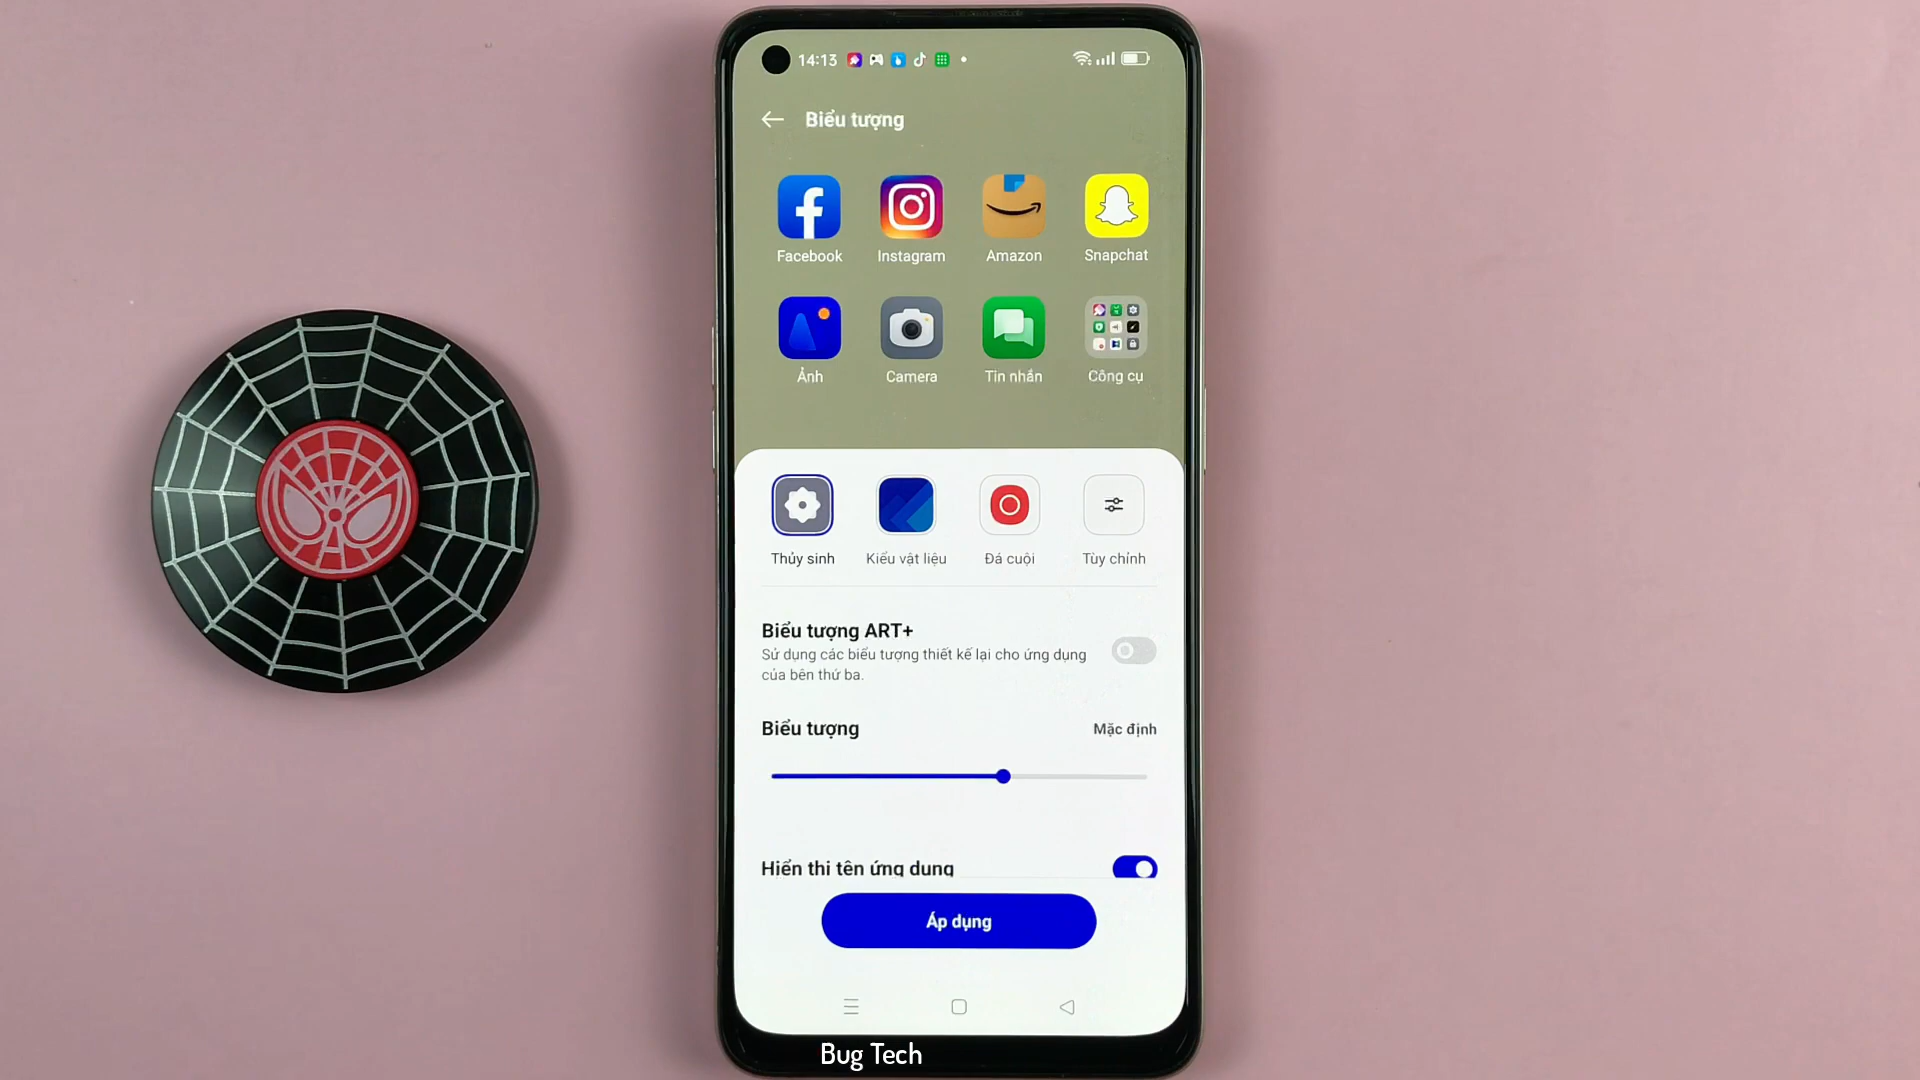 14:13
Biểu tượng
Facebook
Instagram
Amazon
Snapchat
Ảnh
Camera
Tin nhắn
Công cụ
Thủy sinh
Kiểu vật liệu
Đá cuội
Tùy chỉnh
Biểu tượng ART+
Sử dụng các biểu tượng thiết kế lại cho ứng dụng
của bên thứ ba.
Biểu tượng
Mặc định
Hiển thị tên ứng dụng
Áp dụng
Bug Tech